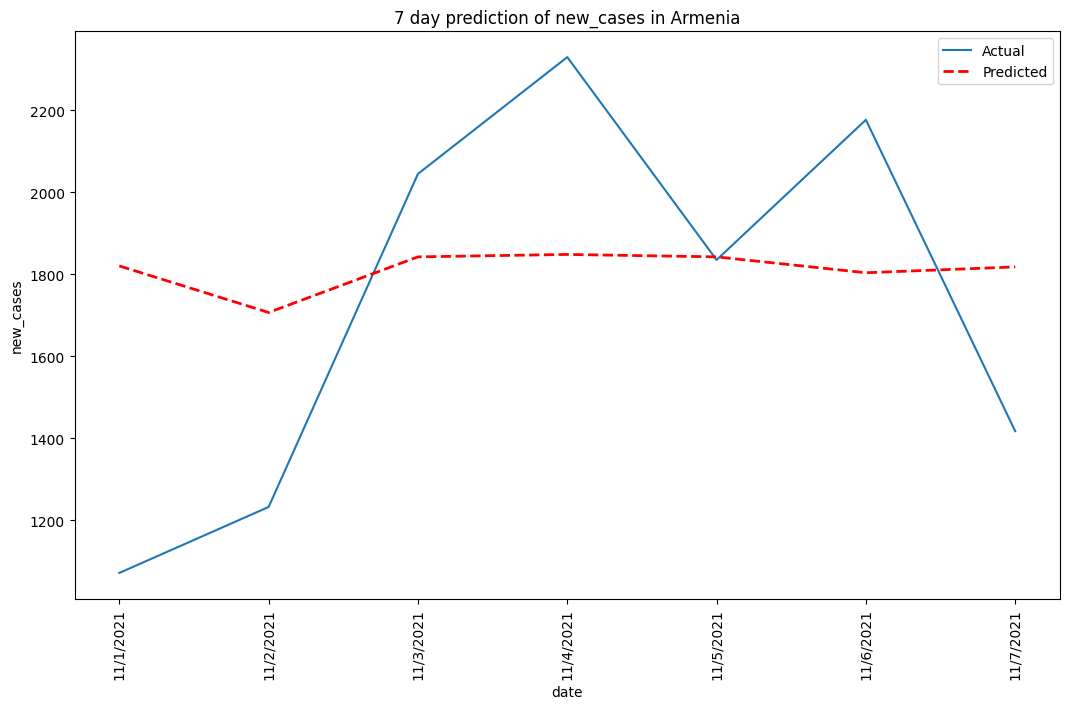 7 day prediction of new_cases in Armenia
Actual
Predicted
new_cases
2200
2000
1800
1600
1400
1200
11/1/2021
11/2/2021
11/3/2021
11/4/2021
11/5/2021
11/6/2021
11/7/2021
date